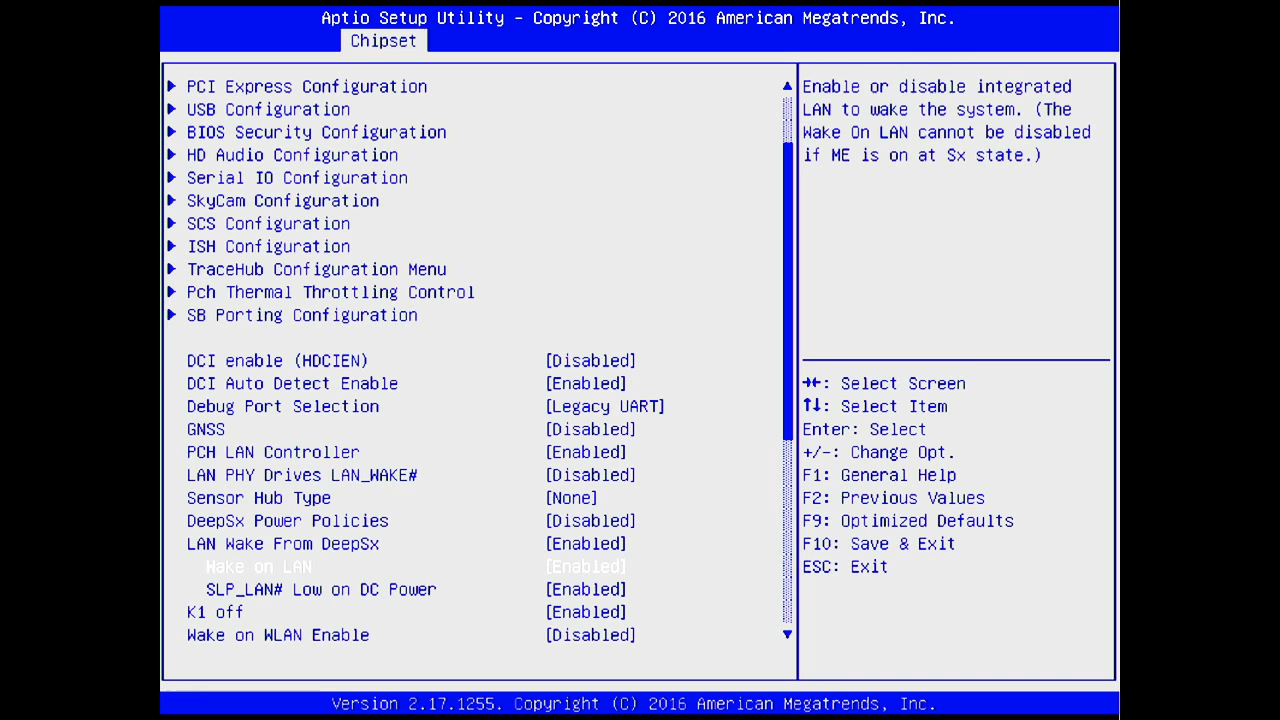 Aptio Setup Utility - Copyright (C) 2016 American Megatrends, Inc.
Chipset
PCI Express Configuration
USB Configuration
BIOS Security Configuration
HD Audio Configuration
Serial IO Configuration
SkyCam Configuration
SCS Configuration
ISH Configuration
TraceHub Configuration Menu
Pch Thermal Throttling Control
SB Porting Configuration
DCI enable (HDCIEN) [Disabled]
DCI Auto Detect Enable [Enabled]
Debug Port Selection [Legacy UART]
GNSS [Disabled]
PCH LAN Controller [Enabled]
LAN PHY Drives LAN_WAKE# [Disabled]
Sensor Hub Type [None]
DeepSx Power Policies [Disabled]
LAN Wake From DeepSx [Enabled]
Wake on LAN [Enabled]
SLP_LAN# Low on DC Power [Enabled]
K1 off [Enabled]
Wake on WLAN Enable [Disabled]
Enable or disable integrated
LAN to wake the system. (The
Wake On LAN cannot be disabled
if ME is on at Sx state.)
→←: Select Screen
↑↓: Select Item
Enter: Select
+/-: Change Opt.
F1: General Help
F2: Previous Values
F9: Optimized Defaults
F10: Save & Exit
ESC: Exit
Version 2.17.1255. Copyright (C) 2016 American Megatrends, Inc.